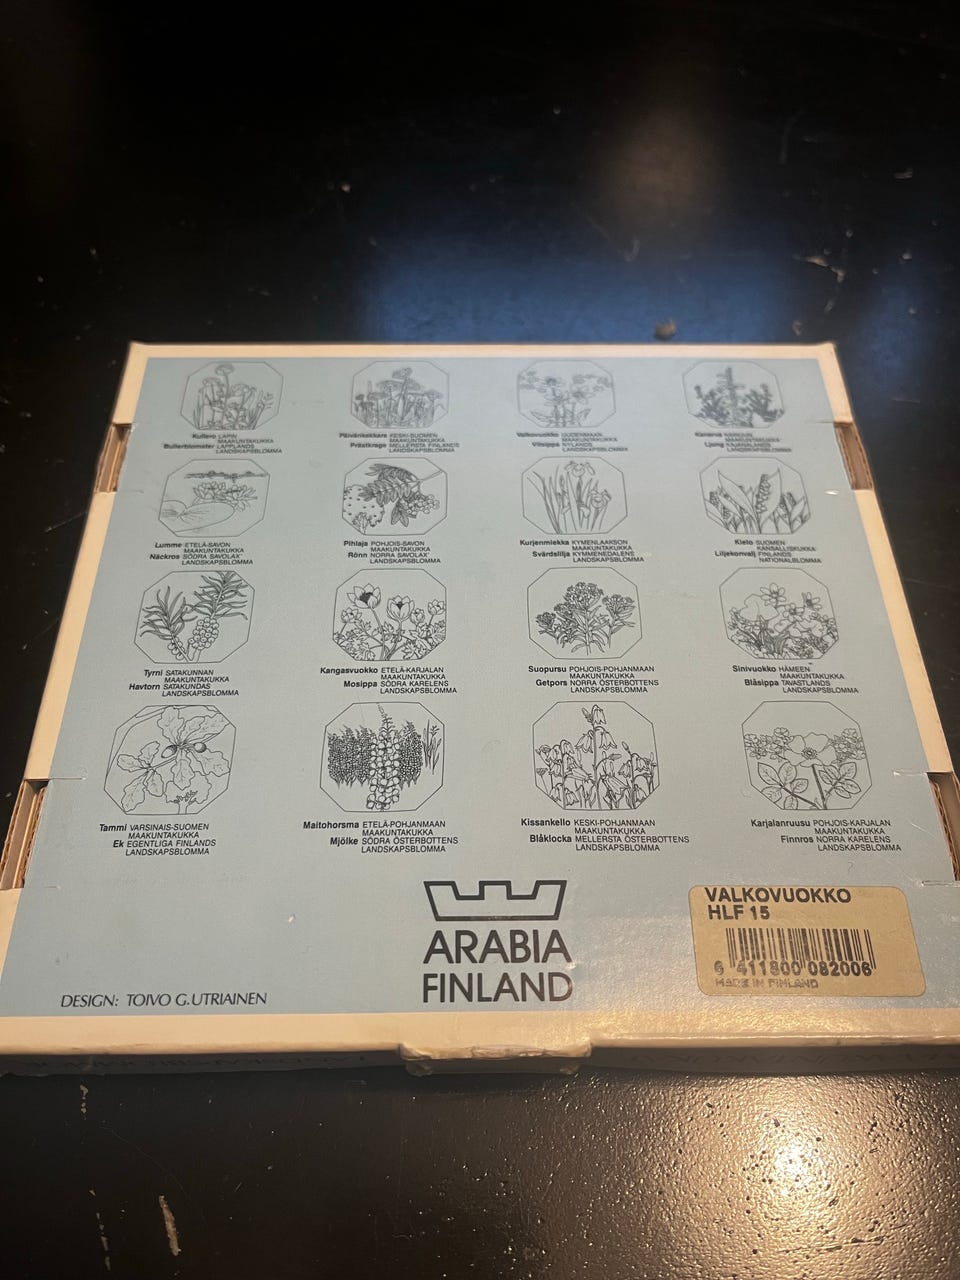 Kullero LAPIN
MAAKUNTAKUKKA
Bullerblomster LAPPLANDS
LANDSKAPSBLOMMA
Päivänkakkara KESKI-SUOMEN
MAAKUNTAKUKKA
Prästkrage MELLERSTA FINLANDS
LANDSKAPSBLOMMA
Valkovuokko UUDENMAAN
MAAKUNTAKUKKA
Vitsippa NYLANDS
LANDSKAPSBLOMMA
Kanerva KAINUUN
MAAKUNTAKUKKA
Ljung KAJANALANDS
LANDSKAPSBLOMMA
Lumme ETELÄ-SAVON
MAAKUNTAKUKKA
Näckros SÖDRA SAVOLAX'
LANDSKAPSBLOMMA
Pihlaja POHJOIS-SAVON
MAAKUNTAKUKKA
Rönn NORRA SAVOLAX'
LANDSKAPSBLOMMA
Kurjenmiekka KYMENLAAKSON
MAAKUNTAKUKKA
Svärdslilja KYMMENEDALENS
LANDSKAPSBLOMMA
Kielo SUOMEN
KANSALLISKUKKA
Liljekonvalj FINLANDS
NATIONALBLOMMA
Tyrni SATAKUNNAN
MAAKUNTAKUKKA
Havtorn SATAKUNDAS
LANDSKAPSBLOMMA
Kangasvuokko ETELÄ-KARJALAN
MAAKUNTAKUKKA
Mosippa SÖDRA KARELENS
LANDSKAPSBLOMMA
Suopursu POHJOIS-POHJANMAAN
MAAKUNTAKUKKA
Getpors NORRA ÖSTERBOTTENS
LANDSKAPSBLOMMA
Sinivuokko HÄMEEN
MAAKUNTAKUKKA
Blåsippa TAVASTLANDS
LANDSKAPSBLOMMA
Tammi VARSINAIS-SUOMEN
MAAKUNTAKUKKA
Ek EGENTLIGA FINLANDS
LANDSKAPSBLOMMA
Maitohorsma ETELÄ-POHJANMAAN
MAAKUNTAKUKKA
Mjölke SÖDRA ÖSTERBOTTENS
LANDSKAPSBLOMMA
Kissankello KESKI-POHJANMAAN
MAAKUNTAKUKKA
Blåklocka MELLERSTA ÖSTERBOTTENS
LANDSKAPSBLOMMA
Karjalanruusu POHJOIS-KARJALAN
MAAKUNTAKUKKA
Finnros NORRA KARELENS
LANDSKAPSBLOMMA
ARABIA
FINLAND
VALKOVUOKKO
HLF 15
6 411800 082006
MADE IN FINLAND
DESIGN: TOIVO G. UTRIAINEN